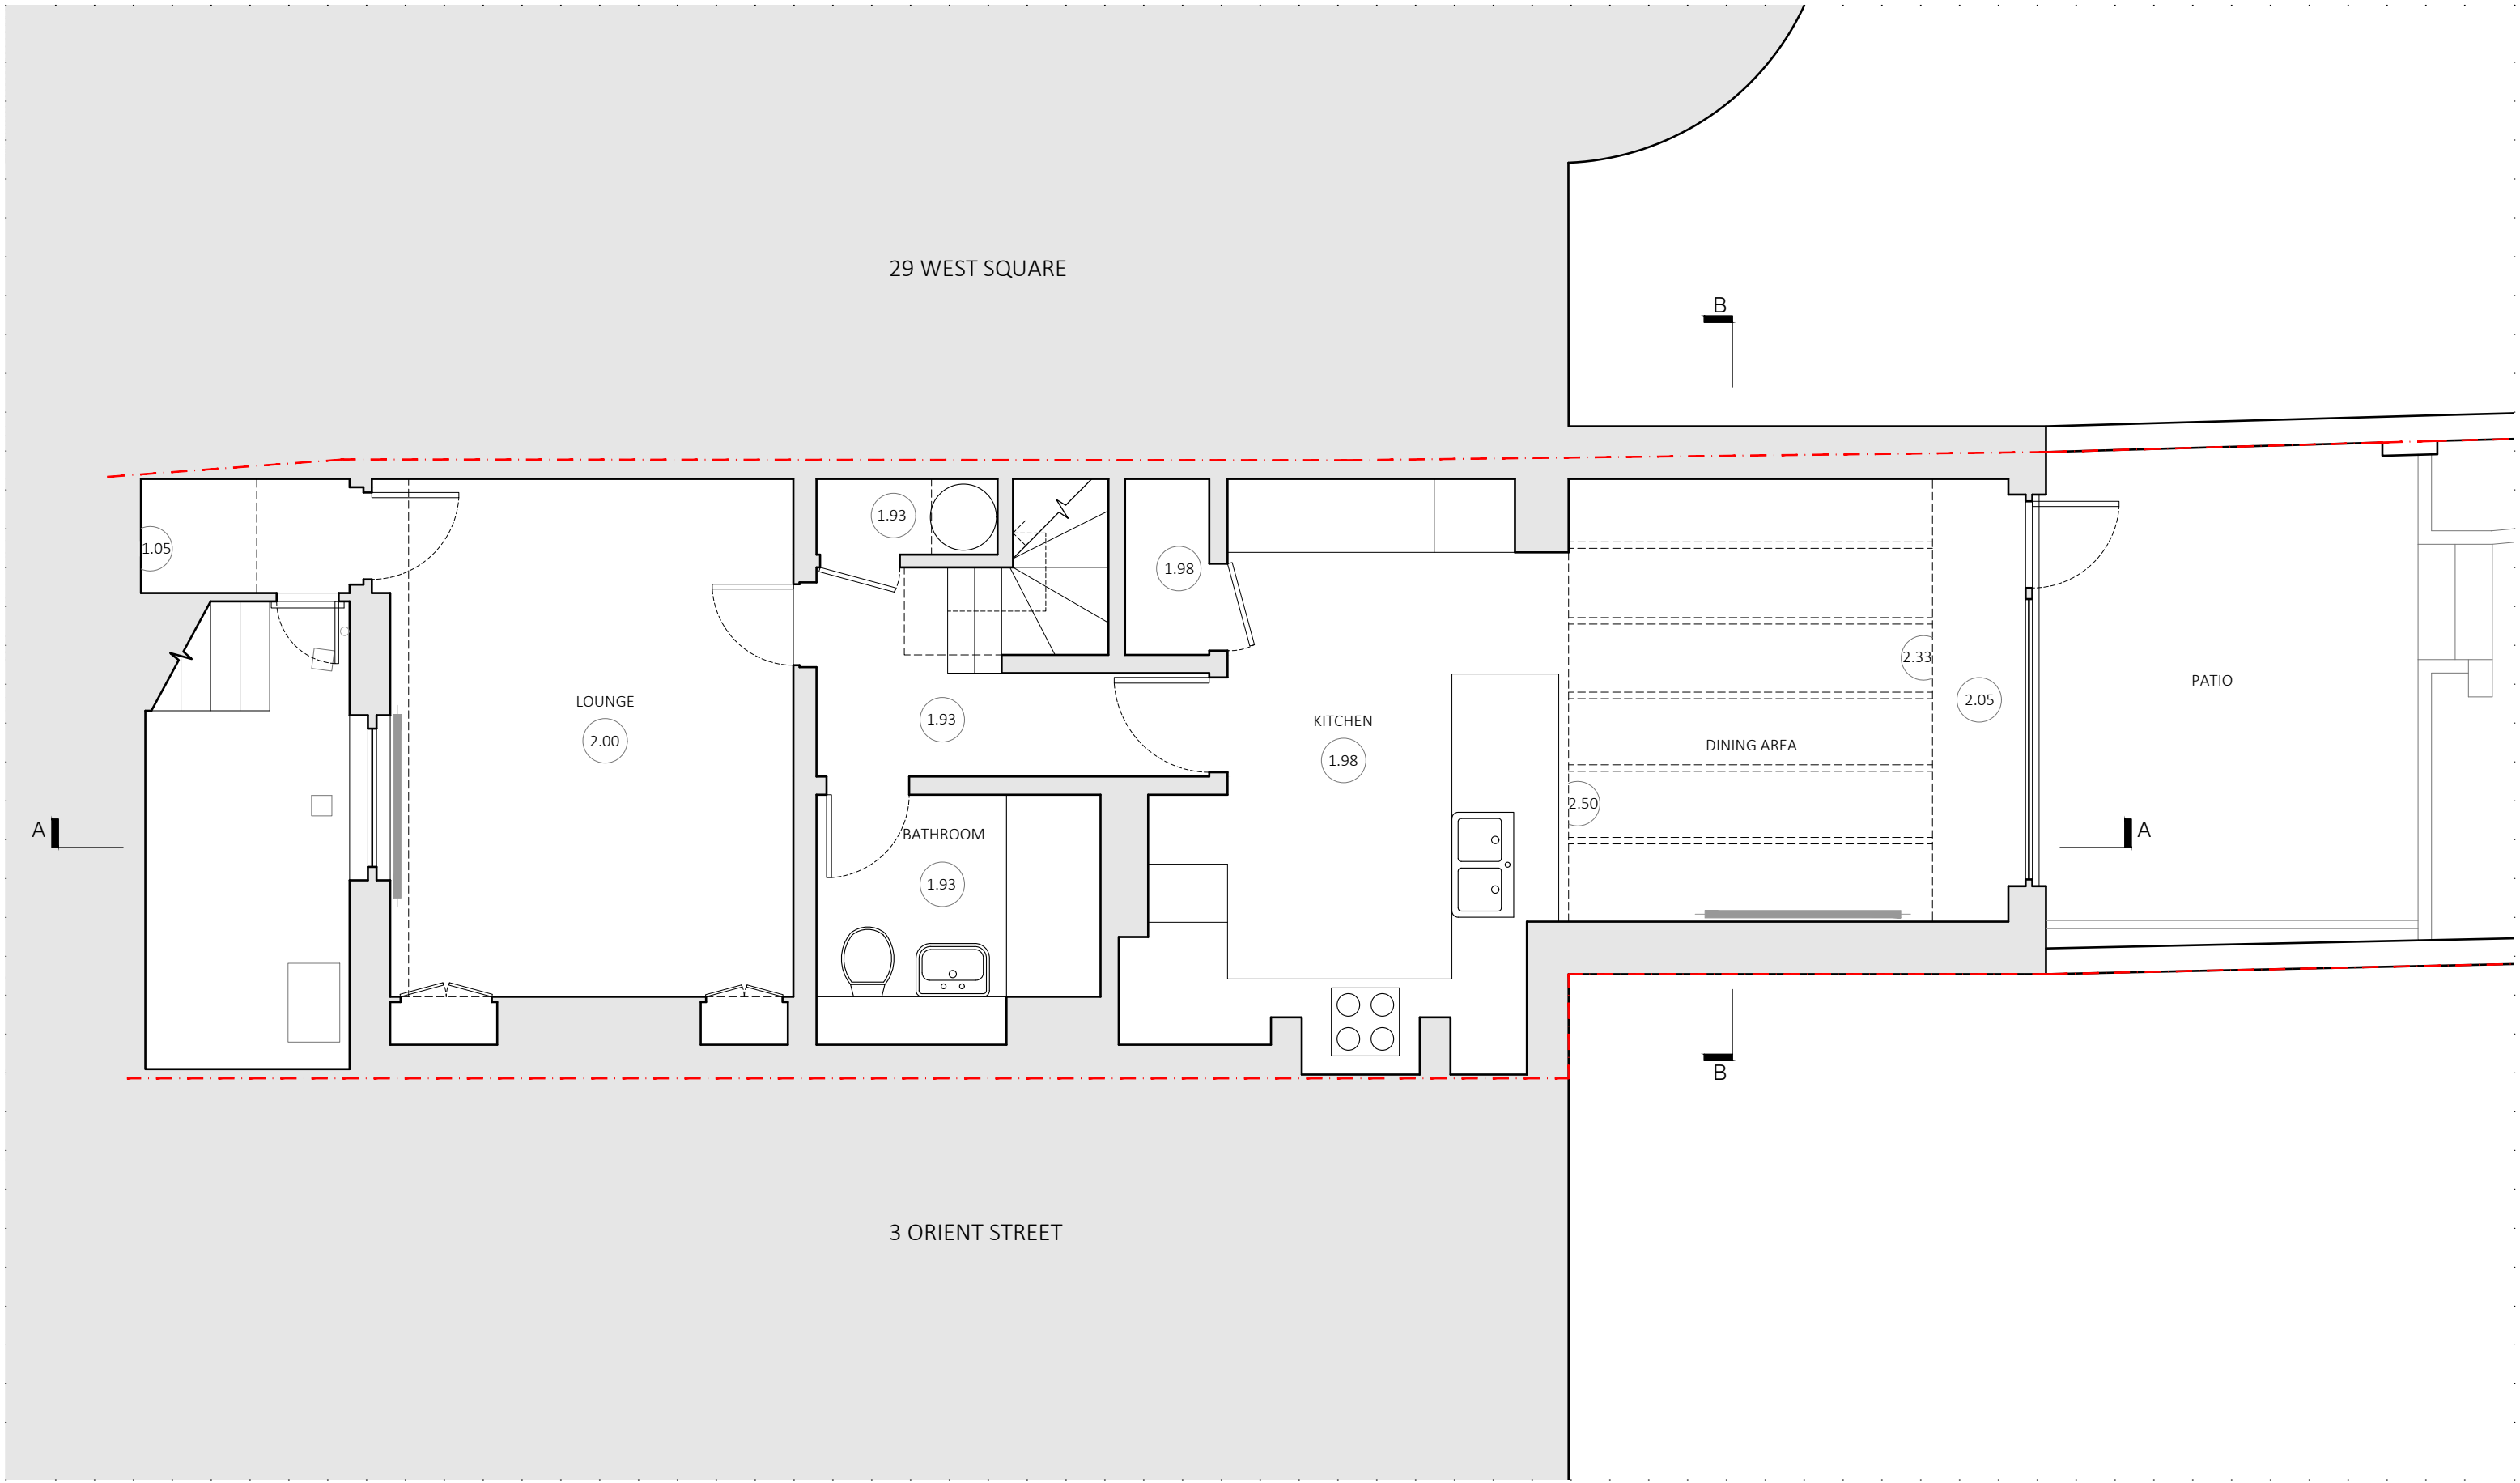 29 WEST SQUARE
B
1.93
1.05
1.98
2.33
PATIO
LOUNGE
2.05
1.93
KITCHEN
2.00
DINING AREA
1.98
2.50
A
BATHROOM
A
1.93
B
3 ORIENT STREET